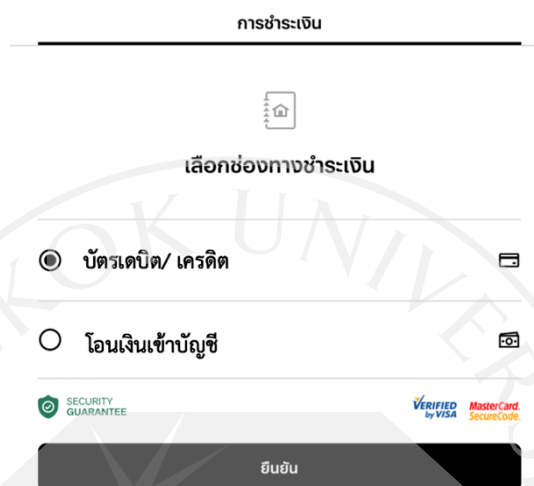 การชำระเงิน
เลือกช่องทางชำระเงิน
บัตรเดบิต/ เครดิต
โอนเงินเข้าบัญชี
SECURITY
GUARANTEE
VERIFIED
by VISA
MasterCard.
SecureCode.
ยืนยัน